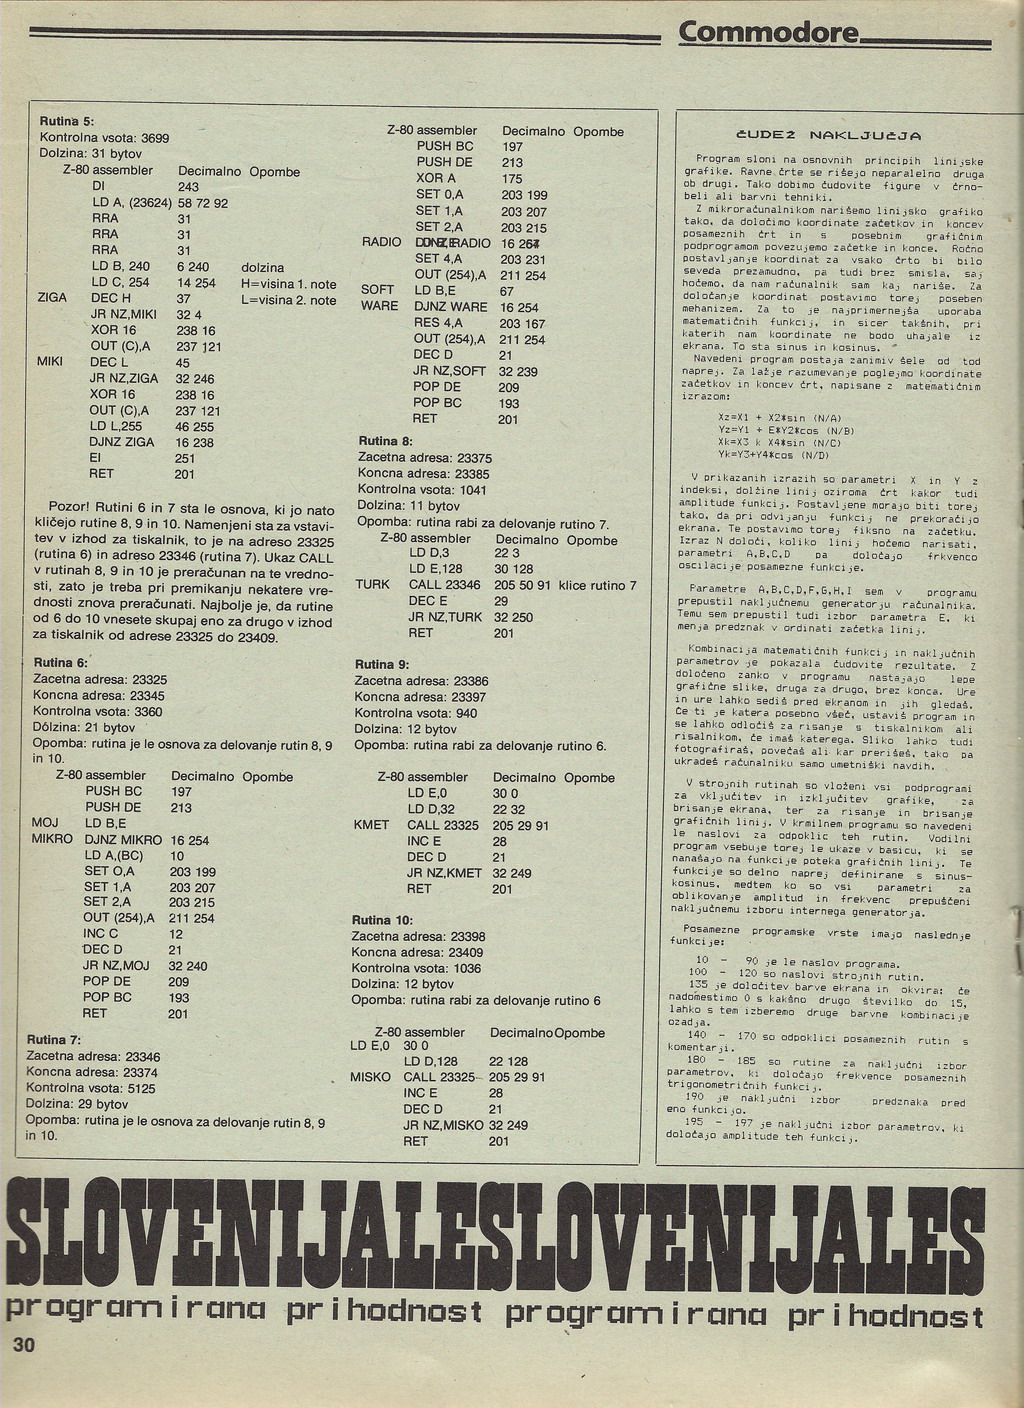 Commodore
Rutina 5:
Kontrolna vsota: 3699
Dolzina: 31 bytov
Z-80 assembler Decimalno Opombe
DI 243
LD A, (23624) 58 72 92
RRA 31
RRA 31
RRA 31
LD B, 240 6 240 dolzina
LD C, 254 14 254 H=visina 1. note
ZIGA DEC H 37 L=visina 2. note
JR NZ,MIKI 32 4
XOR 16 238 16
OUT (C),A 237 121
MIKI DEC L 45
JR NZ,ZIGA 32 246
XOR 16 238 16
OUT (C),A 237 121
LD L,255 46 255
DJNZ ZIGA 16 238
EI 251
RET 201
Pozor! Rutini 6 in 7 sta le osnova, ki jo nato
kličejo rutine 8, 9 in 10. Namenjeni sta za vstavi-
tev v izhod za tiskalnik, to je na adreso 23325
(rutina 6) in adreso 23346 (rutina 7). Ukaz CALL
v rutinah 8, 9 in 10 je preračunan na te vredno-
sti, zato je treba pri premikanju nekatere vre-
dnosti znova preračunati. Najbolje je, da rutine
od 6 do 10 vnesete skupaj eno za drugo v izhod
za tiskalnik od adrese 23325 do 23409.
Rutina 6:
Zacetna adresa: 23325
Koncna adresa: 23345
Kontrolna vsota: 3360
Dólzina: 21 bytov
Opomba: rutina je le osnova za delovanje rutin 8, 9
in 10.
Z-80 assembler Decimalno Opombe
PUSH BC 197
PUSH DE 213
MOJ LD B,E
MIKRO DJNZ MIKRO 16 254
LD A,(BC) 10
SET O,A 203 199
SET 1,A 203 207
SET 2,A 203 215
OUT (254),A 211 254
INC C 12
DEC D 21
JR NZ,MOJ 32 240
POP DE 209
POP BC 193
RET 201
Rutina 7:
Zacetna adresa: 23346
Koncna adresa: 23374
Kontrolna vsota: 5125
Dolzina: 29 bytov
Opomba: rutina je le osnova za delovanje rutin 8, 9
in 10.
Z-80 assembler Decimalno Opombe
PUSH BC 197
PUSH DE 213
XOR A 175
SET 0,A 203 199
SET 1,A 203 207
SET 2,A 203 215
RADIO RADIO 16
SET 4,A 203 231
OUT (254),A 211 254
SOFT LD B,E 67
WARE DJNZ WARE 16 254
RES 4,A 203 167
OUT (254),A 211 254
DEC D 21
JR NZ,SOFT 32 239
POP DE 209
POP BC 193
RET 201
Rutina 8:
Zacetna adresa: 23375
Koncna adresa: 23385
Kontrolna vsota: 1041
Dolzina: 11 bytov
Opomba: rutina rabi za delovanje rutino 7.
Z-80 assembler Decimalno Opombe
LD D,3 22 3
LD E,128 30 128
TURK CALL 23346 205 50 91 klice rutino 7
DEC E 29
JR NZ,TURK 32 250
RET 201
Rutina 9:
Zacetna adresa: 23386
Koncna adresa: 23397
Kontrolna vsota: 940
Dolzina: 12 bytov
Opomba: rutina rabi za delovanje rutino 6.
Z-80 assembler Decimalno Opombe
LD E,0 30 0
LD D,32 22 32
KMET CALL 23325 205 29 91
INC E 28
DEC D 21
JR NZ,KMET 32 249
RET 201
Rutina 10:
Zacetna adresa: 23398
Koncna adresa: 23409
Kontrolna vsota: 1036
Dolzina: 12 bytov
Opomba: rutina rabi za delovanje rutino 6
Z-80 assembler Decimalno Opombe
LD E,0 30 0
LD D,128 22 128
MISKO CALL 23325 205 29 91
INC E 28
DEC D 21
JR NZ,MISKO 32 249
RET 201
ČUDEŽ NAKLJUČJA
Program sloni na osnovnih principih linijske
grafike. Ravne črte se rišejo neparalelno druga
ob drugi. Tako dobimo čudovite figure v črno-
beli ali barvni tehniki.
Z mikroračunalnikom narišemo linijsko grafiko
tako, da določimo koordinate začetkov in koncev
posameznih črt in s posebnim grafičnim
podprogramom povezujemo začetke in konce. Ročno
postavljanje koordinat za vsako črto bi bilo
seveda prezamudno, pa tudi brez smisla, saj
hočemo, da nam računalnik sam kaj nariše. Za
določanje koordinat postavimo torej poseben
mehanizem. Za to je najprimernejša uporaba
matematičnih funkcij, in sicer takšnih, pri
katerih nam koordinate ne bodo uhajale iz
ekrana. To sta sinus in kosinus.
Navedeni program postaja zanimiv šele od tod
naprej. Za lažje razumevanje poglejmo koordinate
začetkov in koncev črt, napisane z matematičnim
izrazom:
Xz=X1 + X2*sin (N/A)
Yz=Y1 + E*Y2*cos (N/B)
Xk=X3 k X4*sin (N/C)
Yk=Y3+Y4*cos (N/D)
V prikazanih izrazih so parametri X in Y z
indeksi, dolžine linij oziroma črt kakor tudi
amplitude funkcij. Postavljene morajo biti torej
tako, da pri odvijanju funkcij ne prekoračijo
ekrana. Te postavimo torej fiksno na začetku.
Izraz N določi, koliko linij hočemo narisati,
parametri A,B,C,D pa določajo frkvenco
oscilacije posamezne funkcije.
Parametre A,B,C,D,F,G,H,I sem v programu
prepustil naključnemu generatorju računalnika.
Temu sem prepustil tudi izbor parametra E, ki
menja predznak v ordinati začetka linij.
Kombinacija matematičnih funkcij in naključnih
parametrov je pokazala čudovite rezultate. Z
določeno zanko v programu nastajajo lepe
grafične slike, druga za drugo, brez konca. Ure
in ure lahko sediš pred ekranom in jih gledaš.
Če ti je katera posebno všeč, ustaviš program in
se lahko odločiš za risanje s tiskalnikom ali
risalnikom, če imaš katerega. Sliko lahko tudi
fotografiraš, povečaš ali kar prerišeš, tako pa
ukradeš računalniku samo umetniški navdih.
V strojnih rutinah so vloženi vsi podprogrami
za vključitev in izključitev grafike, za
brisanje ekrana, ter za risanje in brisanje
grafičnih linij. V krmilnem programu so navedeni
le naslovi za odpoklic teh rutin. Vodilni
program vsebuje torej le ukaze v basicu, ki se
nanašajo na funkcije poteka grafičnih linij. Te
funkcije so delno naprej definirane s sinus-
kosinus, medtem ko so vsi parametri za
oblikovanje amplitud in frekvenc prepuščeni
naključnemu izboru internega generatorja.
Posamezne programske vrste imajo naslednje
funkcije:
10 - 90 je le naslov programa.
100 - 120 so naslovi strojnih rutin.
135 je določitev barve ekrana in okvira: če
nadomestimo 0 s kakšno drugo številko do 15,
lahko s tem izberemo druge barvne kombinacije
ozadja.
140 - 170 so odpoklici posameznih rutin s
komentarji.
180 - 185 so rutine za naključni izbor
parametrov, ki določajo frekvence posameznih
trigonometričnih funkcij.
190 je naključni izbor predznaka pred
eno funkcijo.
195 - 197 je naključni izbor parametrov, ki
določajo amplitude teh funkcij.
SLOVENIJALESSLOVENIJALES
programirana prihodnost programirana prihodnost
30